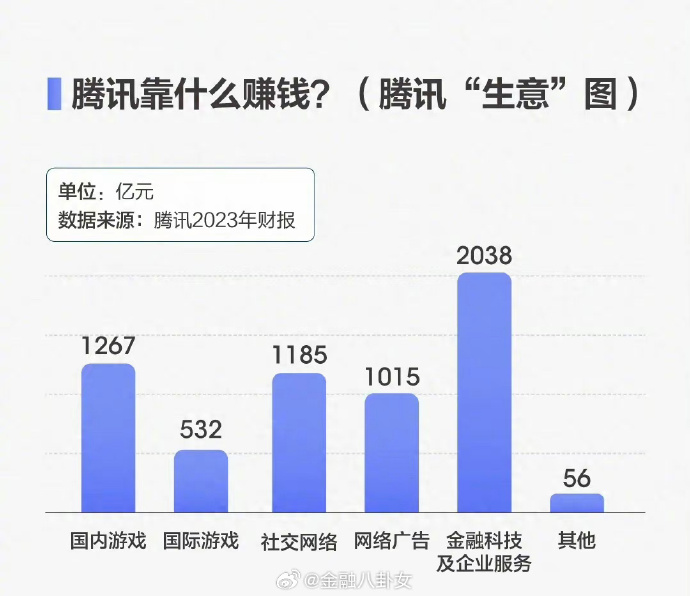 腾讯靠什么赚钱？（腾讯“生意”图）
单位：亿元
数据来源：腾讯2023年财报
2038
1267
1185
1015
532
56
国内游戏
国际游戏
社交网络
网络广告
金融科技
及企业服务
其他
@金融八卦女